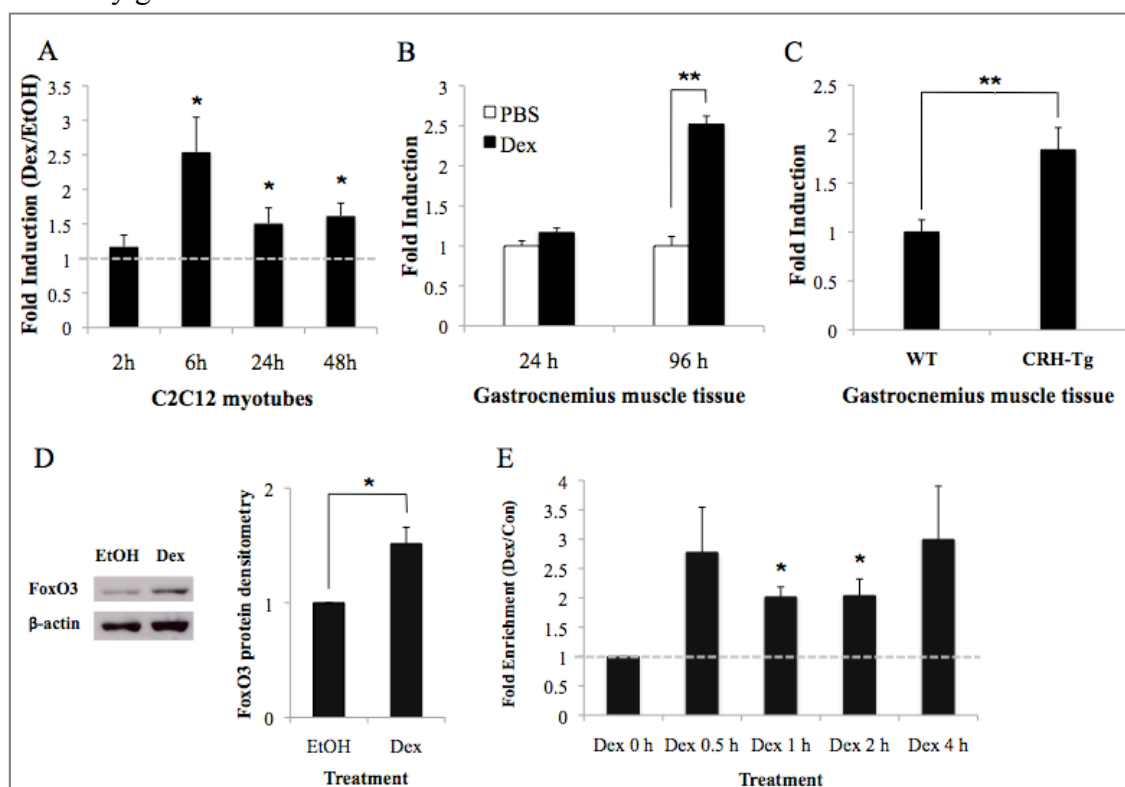 A
Fold Induction (Dex/EtOH)
3.5
3
2.5
2
1.5
1
0.5
0
*
*
*
2h 6h 24h 48h
C2C12 myotubes
B
Fold Induction
3
2.5
2
1.5
1
0.5
0
PBS
Dex
**
24 h 96 h
Gastrocnemius muscle tissue
C
Fold Induction
2.5
2
1.5
1
0.5
0
**
WT CRH-Tg
Gastrocnemius muscle tissue
D
EtOH Dex
FoxO3
β-actin
FoxO3 protein densitometry
2
1
0
*
EtOH Dex
Treatment
E
Fold Enrichment (Dex/Con)
4
3.5
3
2.5
2
1.5
1
0.5
0
* *
Dex 0 h Dex 0.5 h Dex 1 h Dex 2 h Dex 4 h
Treatment